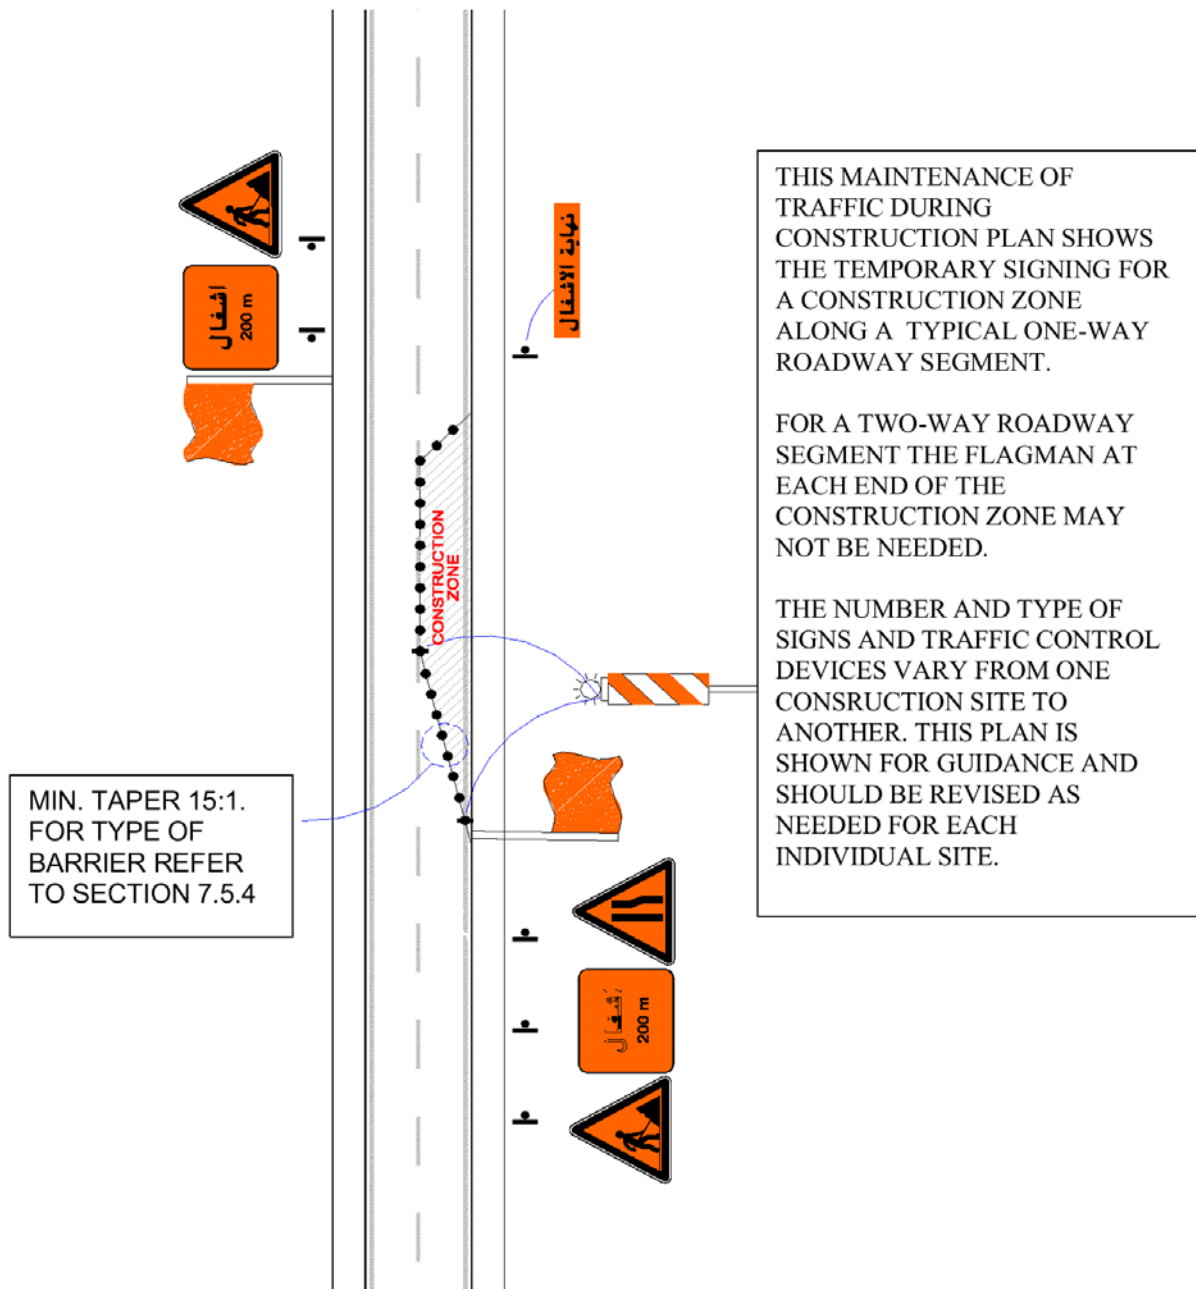 اشغال
200 m
نهاية الاشغال
THIS MAINTENANCE OF
TRAFFIC DURING
CONSTRUCTION PLAN SHOWS
THE TEMPORARY SIGNING FOR
A CONSTRUCTION ZONE
ALONG A TYPICAL ONE-WAY
ROADWAY SEGMENT.
FOR A TWO-WAY ROADWAY
SEGMENT THE FLAGMAN AT
EACH END OF THE
CONSTRUCTION ZONE MAY
NOT BE NEEDED.
THE NUMBER AND TYPE OF
SIGNS AND TRAFFIC CONTROL
DEVICES VARY FROM ONE
CONSRUCTION SITE TO
ANOTHER. THIS PLAN IS
SHOWN FOR GUIDANCE AND
SHOULD BE REVISED AS
NEEDED FOR EACH
INDIVIDUAL SITE.
CONSTRUCTION
ZONE
MIN. TAPER 15:1.
FOR TYPE OF
BARRIER REFER
TO SECTION 7.5.4
200 m